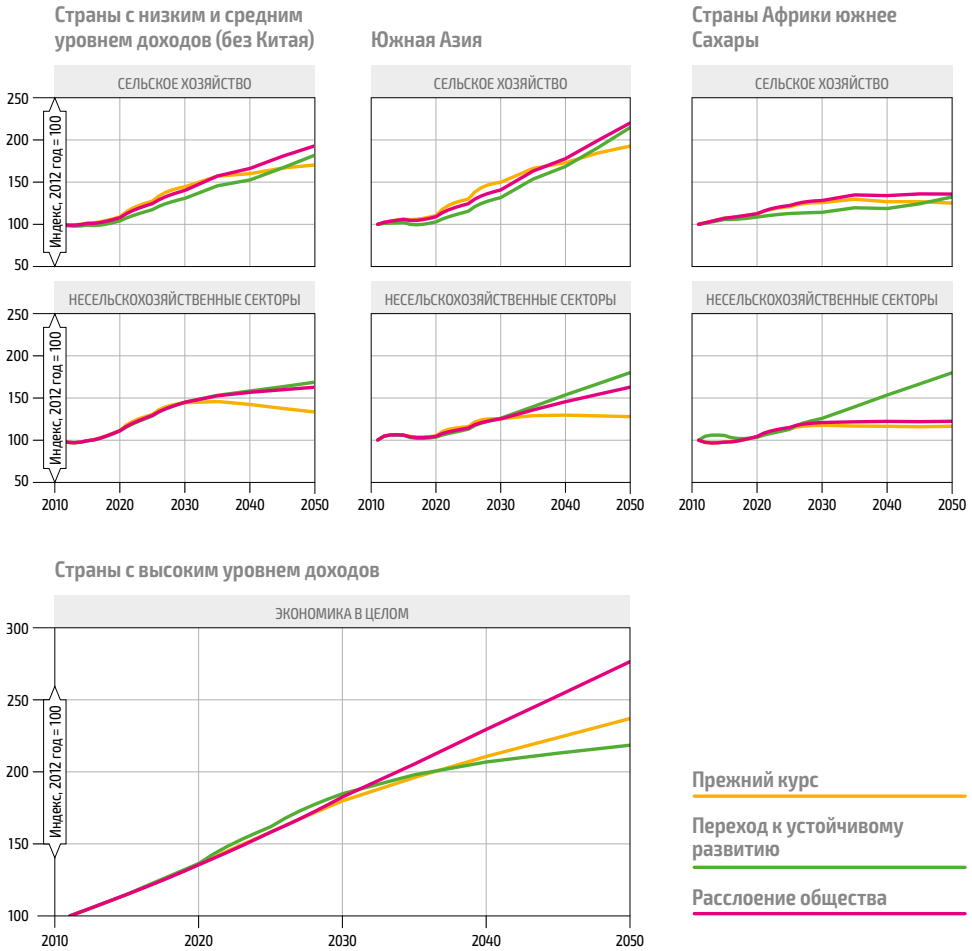 Страны с низким и средним
уровнем доходов (без Китая)
Южная Азия
Страны Африки южнее
Сахары
СЕЛЬСКОЕ ХОЗЯЙСТВО
СЕЛЬСКОЕ ХОЗЯЙСТВО
СЕЛЬСКОЕ ХОЗЯЙСТВО
250
200
150
100
50
Индекс, 2012 год = 100
НЕСЕЛЬСКОХОЗЯЙСТВЕННЫЕ СЕКТОРЫ
НЕСЕЛЬСКОХОЗЯЙСТВЕННЫЕ СЕКТОРЫ
НЕСЕЛЬСКОХОЗЯЙСТВЕННЫЕ СЕКТОРЫ
250
200
150
100
50
Индекс, 2012 год = 100
2010 2020 2030 2040 2050
2010 2020 2030 2040 2050
2010 2020 2030 2040 2050
Страны с высоким уровнем доходов
ЭКОНОМИКА В ЦЕЛОМ
300
250
200
150
100
Индекс, 2012 год = 100
2010 2020 2030 2040 2050
Прежний курс
Переход к устойчивому
развитию
Расслоение общества